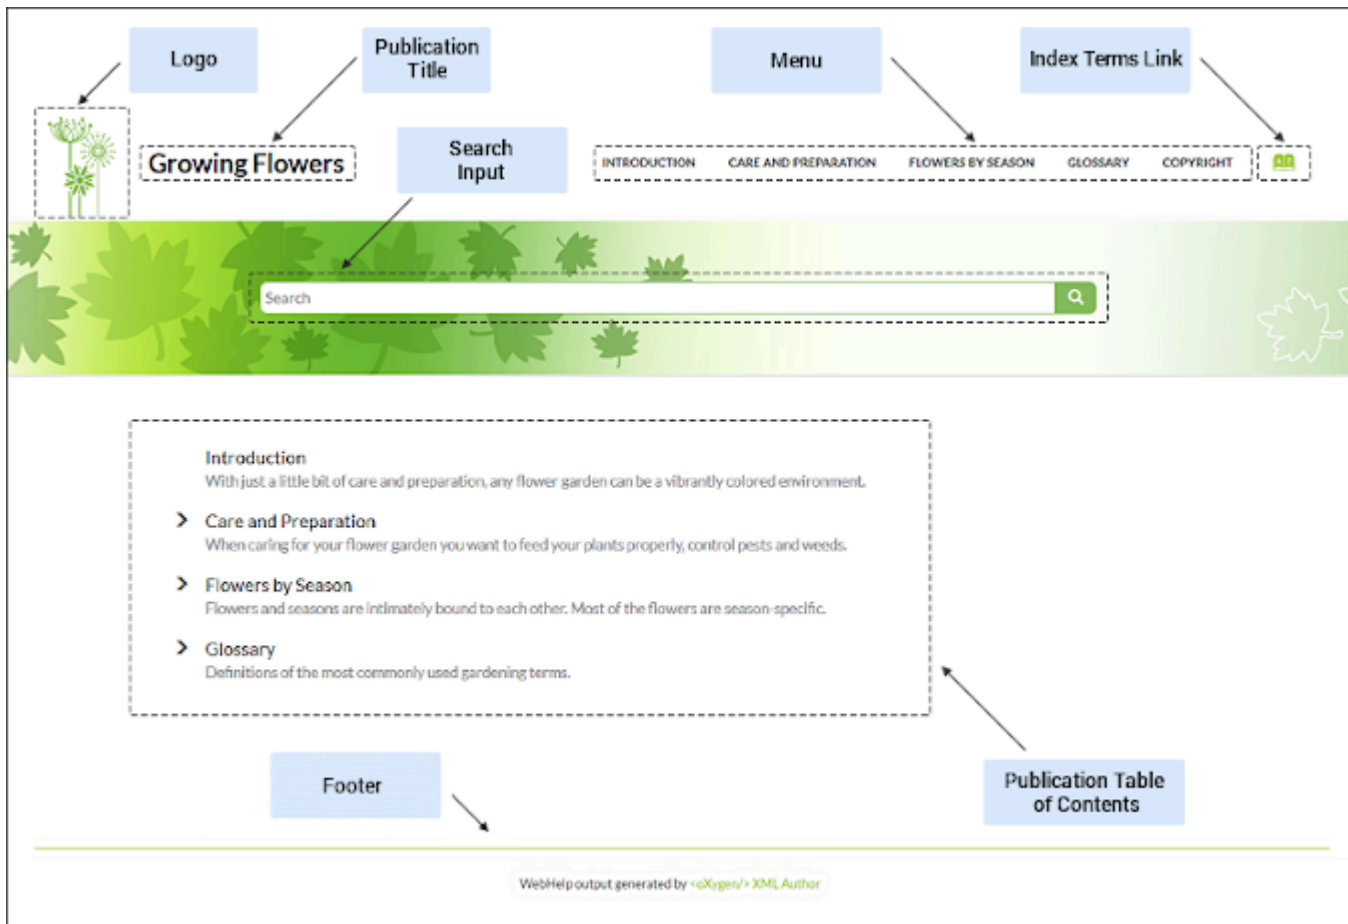 Logo
Publication
Title
Menu
Index Terms Link
Search
Input
Growing Flowers
INTRODUCTION CARE AND PREPARATION FLOWERS BY SEASON GLOSSARY COPYRIGHT
Search
Introduction
With just a little bit of care and preparation, any flower garden can be a vibrantly colored environment.
Care and Preparation
When caring for your flower garden you want to feed your plants properly, control pests and weeds.
Flowers by Season
Flowers and seasons are intimately bound to each other. Most of the flowers are season-specific.
Glossary
Definitions of the most commonly used gardening terms.
Footer
Publication Table
of Contents
WebHelp output generated by <oXygen/> XML Author